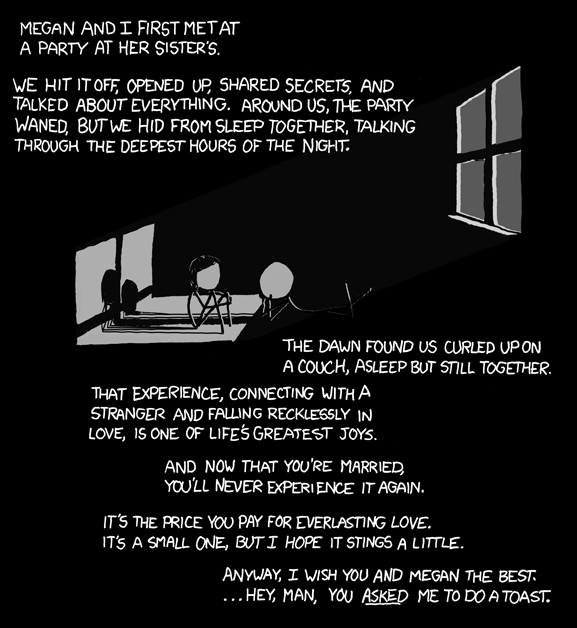 MEGAN AND I FIRST MET AT
A PARTY AT HER SISTER'S.
WE HIT IT OFF, OPENED UP, SHARED SECRETS, AND
TALKED ABOUT EVERYTHING. AROUND US, THE PARTY
WANED, BUT WE HID FROM SLEEP TOGETHER, TALKING
THROUGH THE DEEPEST HOURS OF THE NIGHT.
THE DAWN FOUND US CURLED UP ON
A COUCH, ASLEEP BUT STILL TOGETHER.
THAT EXPERIENCE, CONNECTING WITH A
STRANGER AND FALLING RECKLESSLY IN
LOVE, IS ONE OF LIFE'S GREATEST JOYS.
AND NOW THAT YOU'RE MARRIED,
YOU'LL NEVER EXPERIENCE IT AGAIN.
IT'S THE PRICE YOU PAY FOR EVERLASTING LOVE.
IT'S A SMALL ONE, BUT I HOPE IT STINGS A LITTLE.
ANYWAY, I WISH YOU AND MEGAN THE BEST.
...HEY, MAN, YOU ASKED ME TO DO A TOAST.